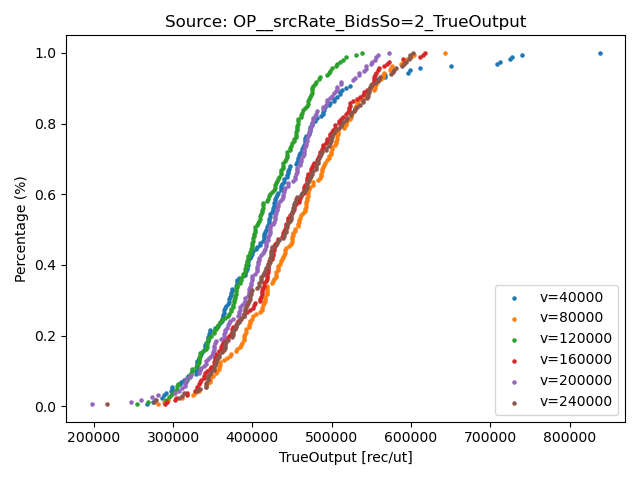 Source: OP__srcRate_BidsSo=2_TrueOutput
Percentage (%)
1.0
0.8
0.6
0.4
0.2
0.0
v=40000
v=80000
v=120000
v=160000
v=200000
v=240000
200000 300000 400000 500000 600000 700000 800000
TrueOutput [rec/ut]